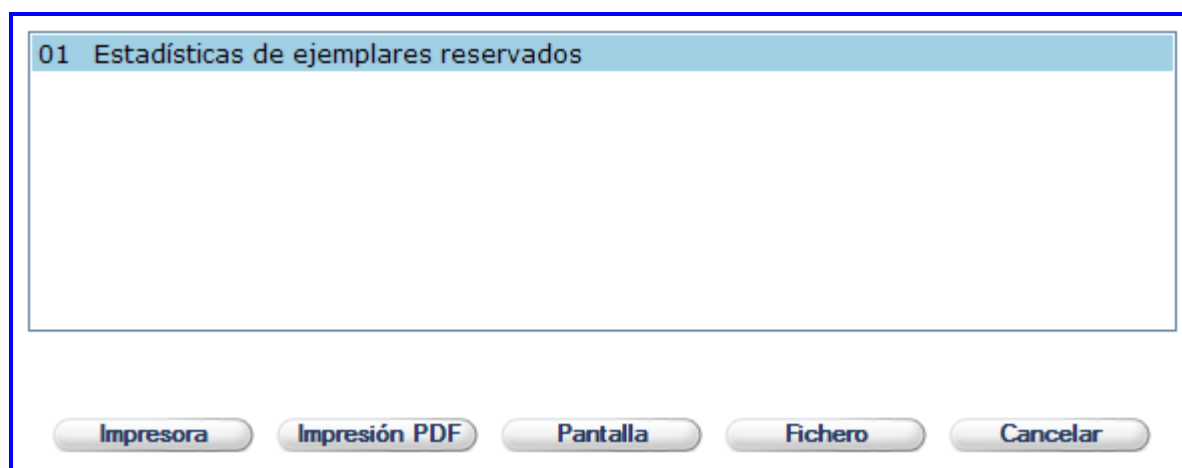 01 Estadísticas de ejemplares reservados
Impresora Impresión PDF Pantalla Fichero Cancelar